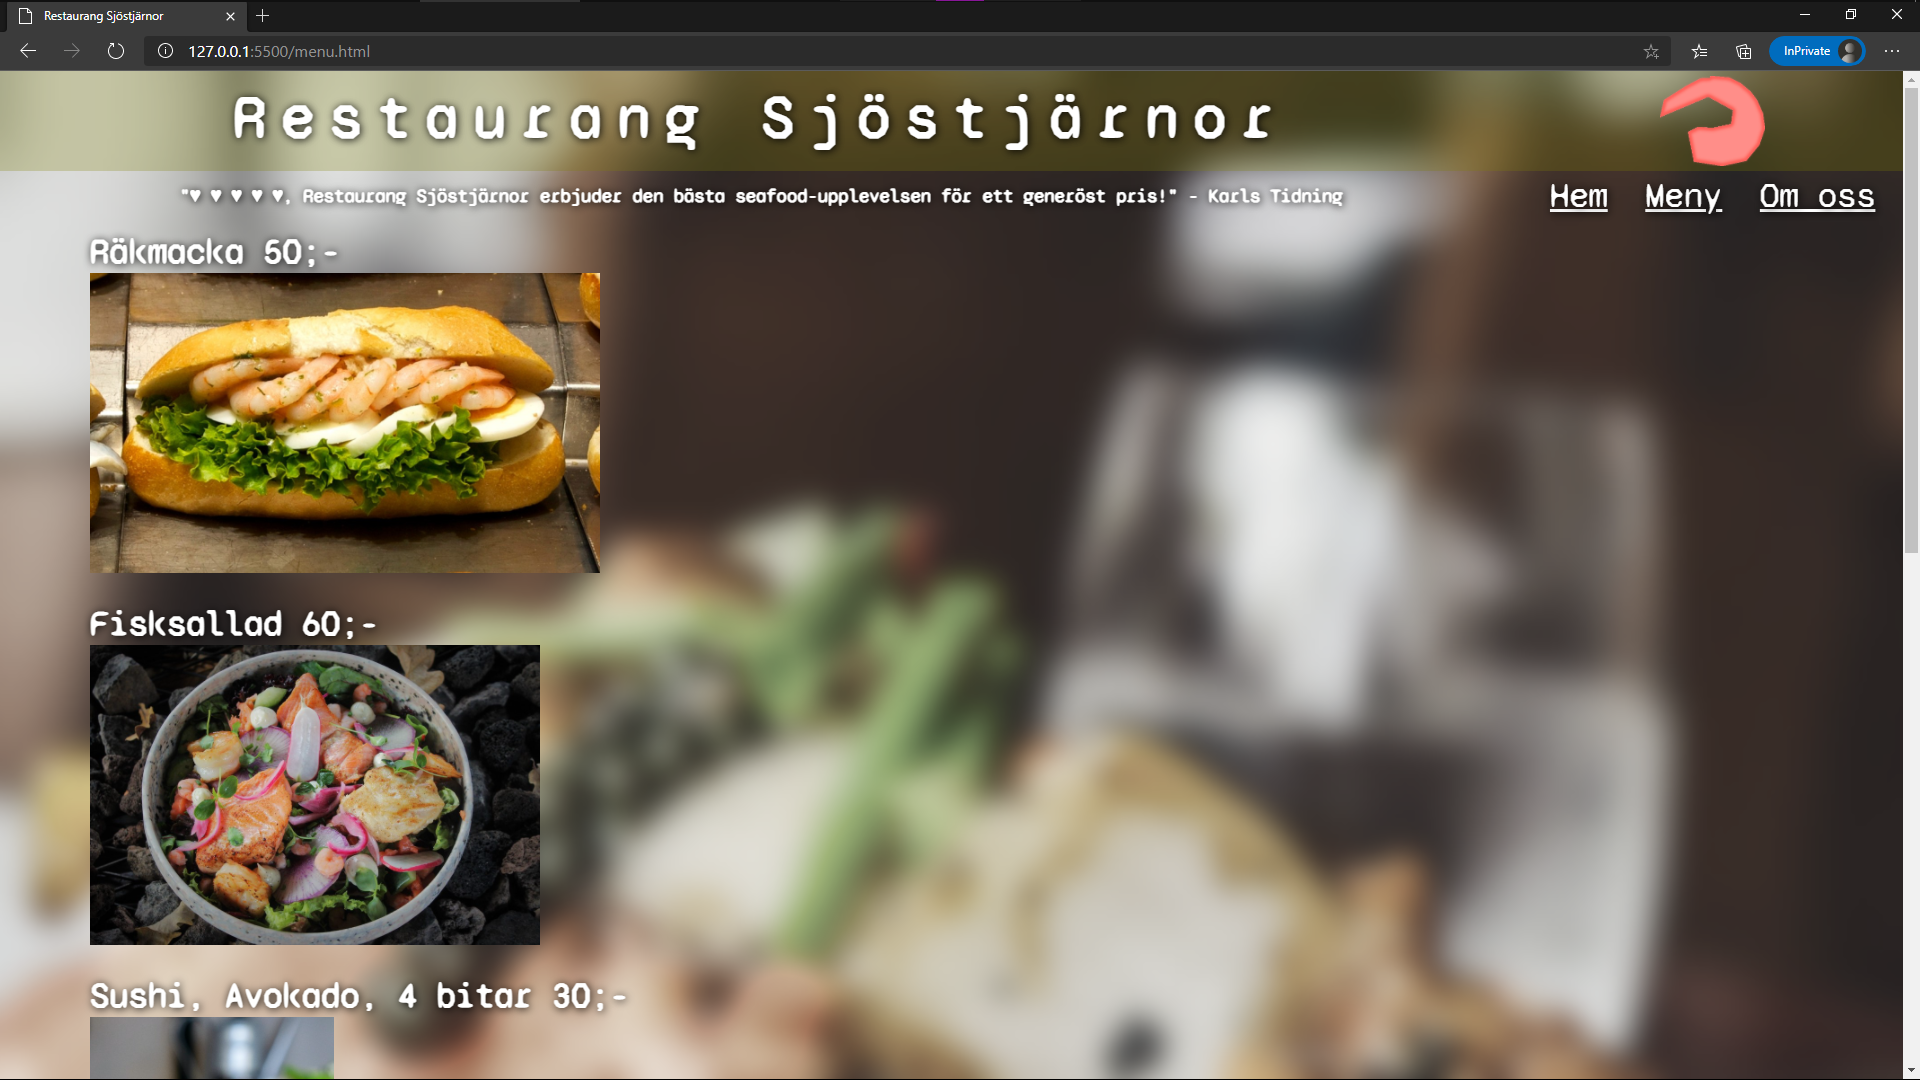 Restaurang Sjöstjärnor
127.0.0.1:5500/menu.html
InPrivate
Restaurang Sjöstjärnor
"♥ ♥ ♥ ♥ ♥, Restaurang Sjöstjärnor erbjuder den bästa seafood-upplevelsen för ett generöst pris!" - Karls Tidning
Hem Meny Om oss
Räkmacka 50;-
Fisksallad 60;-
Sushi, Avokado, 4 bitar 30;-